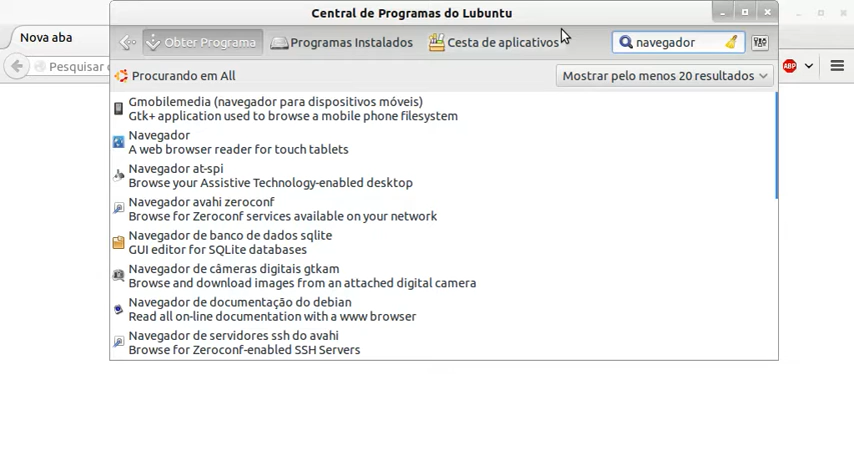 Central de Programas do Lubuntu
Nova aba
Obter Programa
Programas Instalados
Cesta de aplicativos
navegador
Pesquisar
ABP
Procurando em All
Mostrar pelo menos 20 resultados
Gmobilemedia (navegador para dispositivos móveis)
Gtk+ application used to browse a mobile phone filesystem
Navegador
A web browser reader for touch tablets
Navegador at-spi
Browse your Assistive Technology-enabled desktop
Navegador avahi zeroconf
Browse for Zeroconf services available on your network
Navegador de banco de dados sqlite
GUI editor for SQLite databases
Navegador de câmeras digitais gtkam
Browse and download images from an attached digital camera
Navegador de documentação do debian
Read all on-line documentation with a www browser
Navegador de servidores ssh do avahi
Browse for Zeroconf-enabled SSH Servers